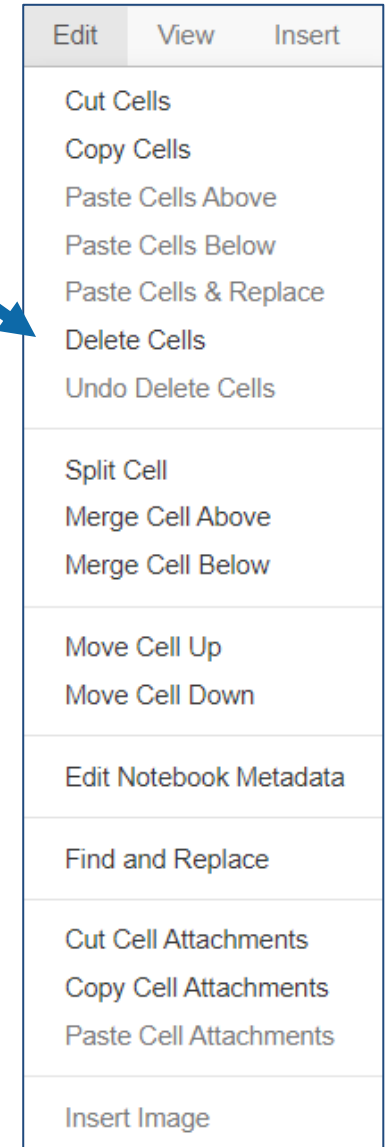 Edit View Insert
Cut Cells
Copy Cells
Paste Cells Above
Paste Cells Below
Paste Cells & Replace
Delete Cells
Undo Delete Cells
Split Cell
Merge Cell Above
Merge Cell Below
Move Cell Up
Move Cell Down
Edit Notebook Metadata
Find and Replace
Cut Cell Attachments
Copy Cell Attachments
Paste Cell Attachments
Insert Image